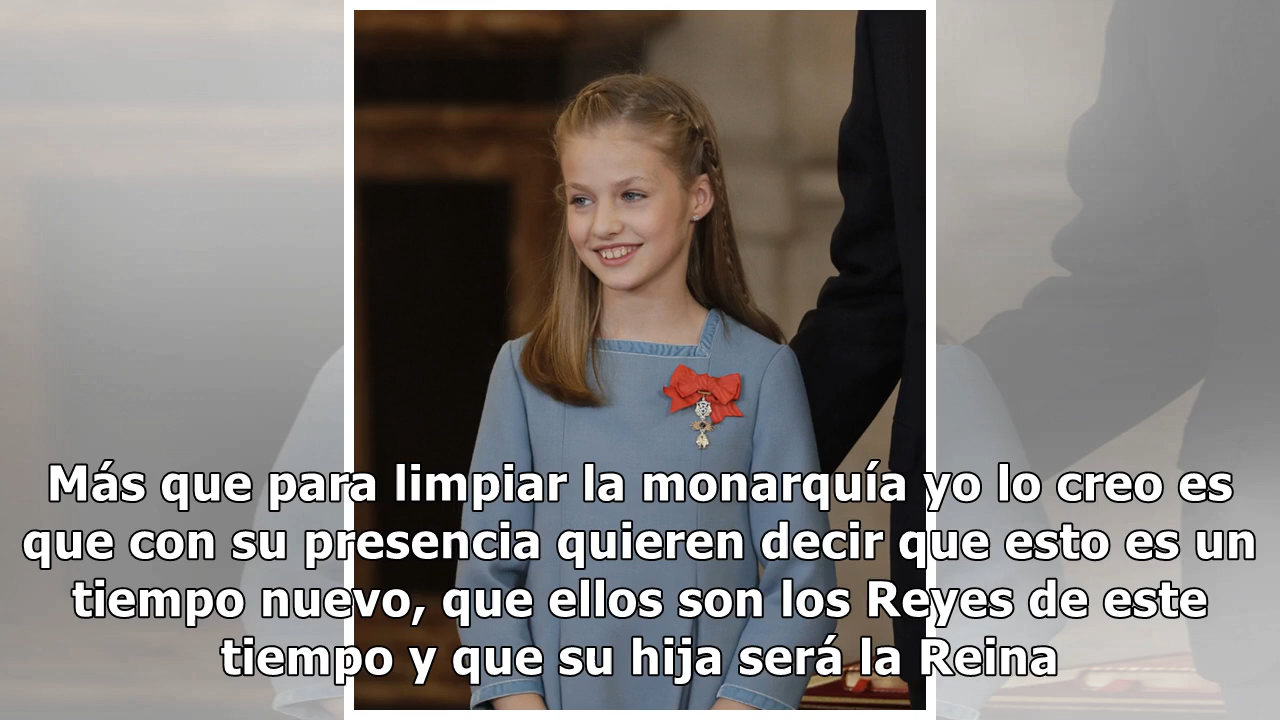 Más que para limpiar la monarquía yo lo creo es
que con su presencia quieren decir que esto es un
tiempo nuevo, que ellos son los Reyes de este
tiempo y que su hija será la Reina